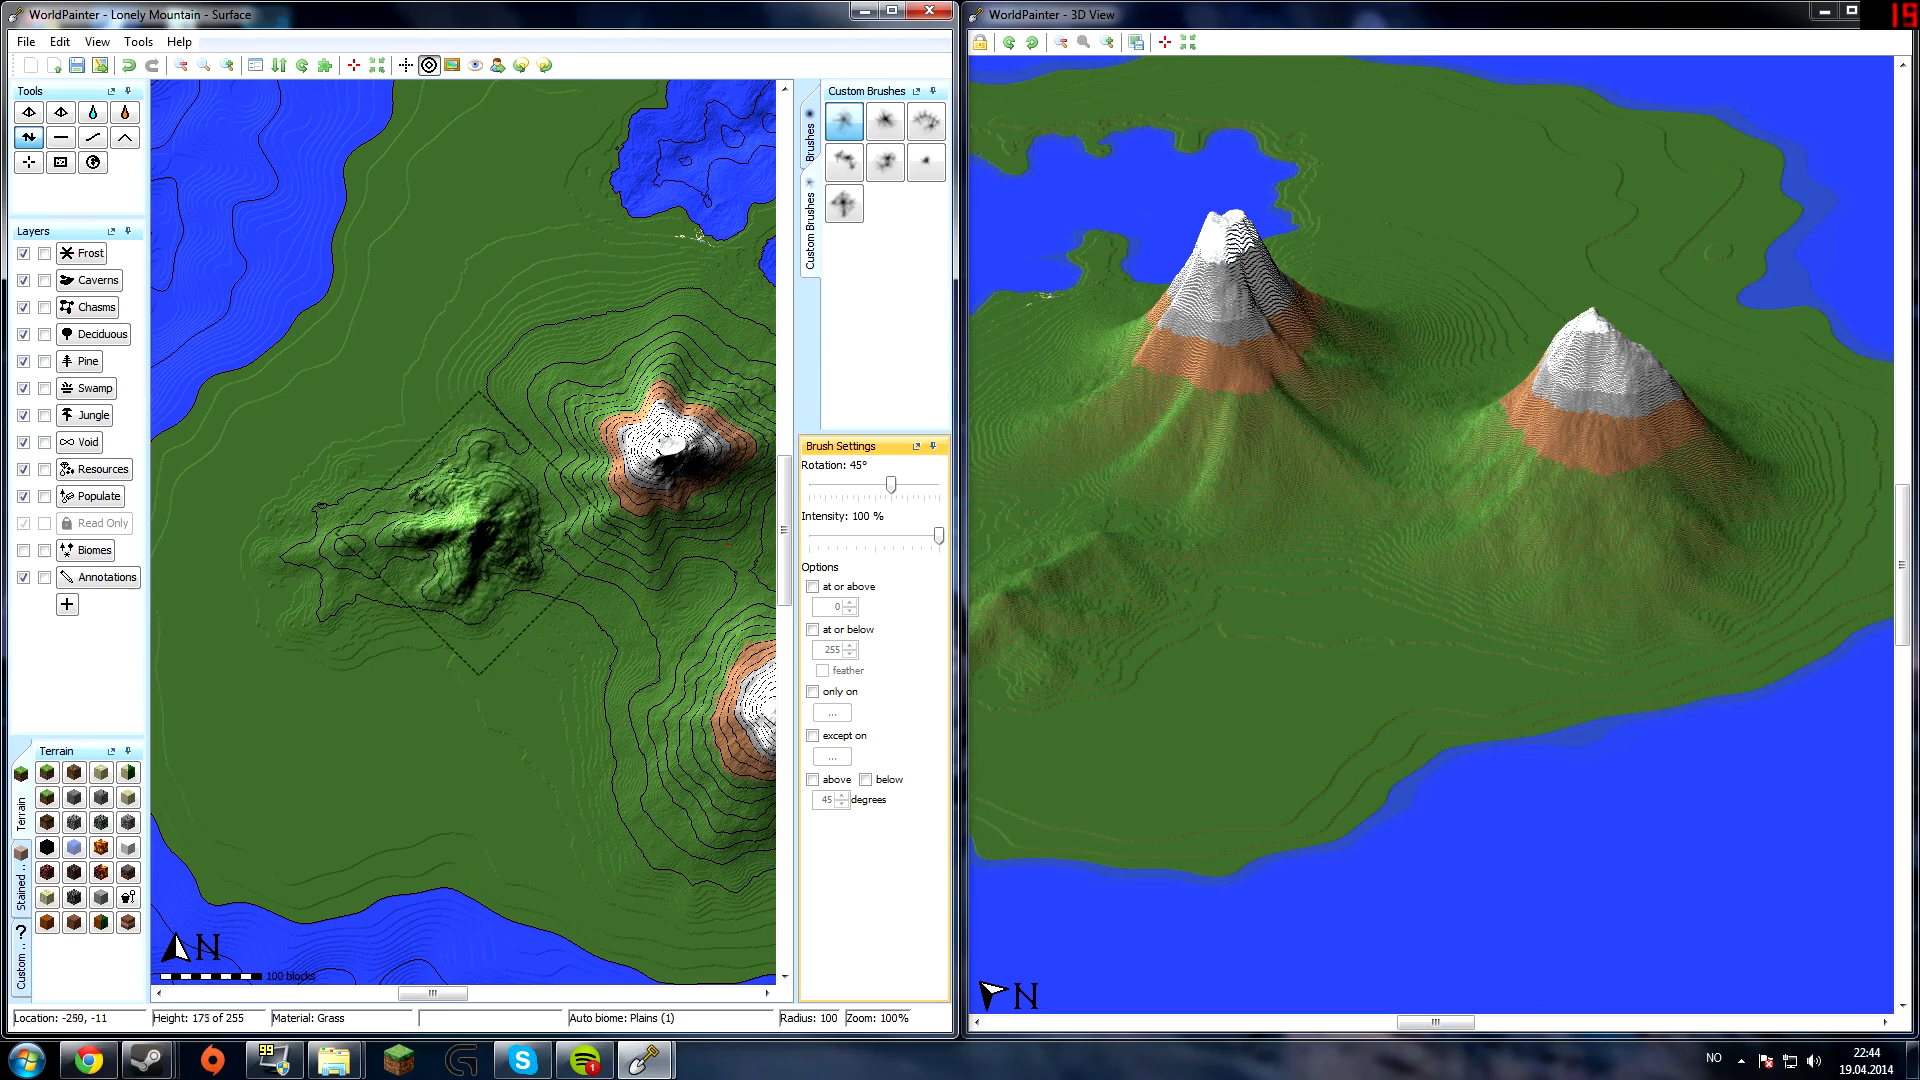 WorldPainter - Lonely Mountain - Surface
File Edit View Tools Help
Tools
Layers
Frost
Caverns
Chasms
Deciduous
Pine
Swamp
Jungle
Void
Resources
Populate
Read Only
Biomes
Annotations
Terrain
Terrain
Stained ..
Custom ..
N
100 blocks
Brushes
Custom Brushes
Custom Brushes
Brush Settings
Rotation: 45°
Intensity: 100 %
Options
at or above
0
at or below
255
feather
only on
...
except on
...
above below
45 degrees
Location: -250, -11
Height: 173 of 255
Material: Grass
Auto biome: Plains (1)
Radius: 100
Zoom: 100%
WorldPainter - 3D View
19
N
99
1
NO
22:44
19.04.2014